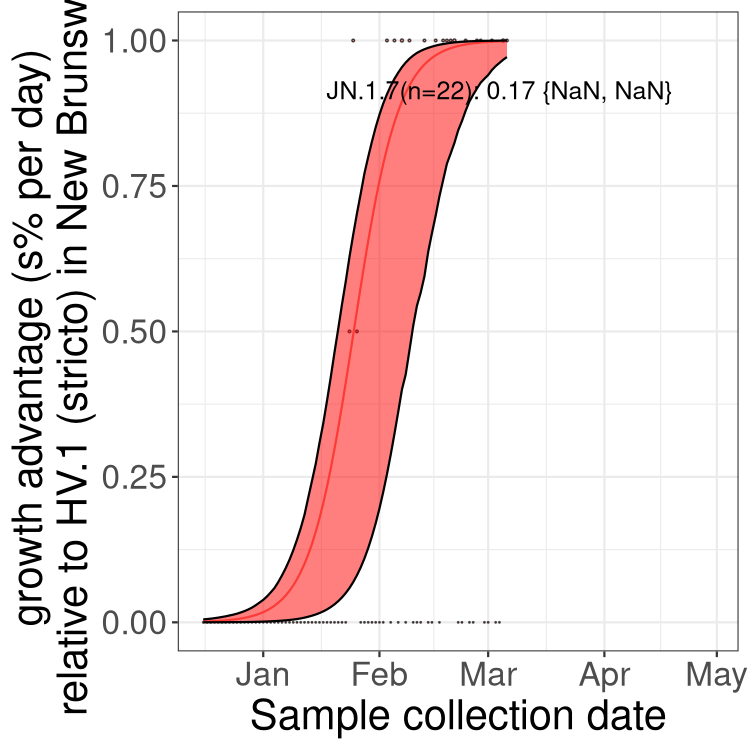 growth advantage (s% per day)
relative to HV.1 (stricto) in New Brunsw
1.00
0.75
0.50
0.25
0.00
JN.1.7(n=22): 0.17 {NaN, NaN}
Jan Feb Mar Apr May
Sample collection date